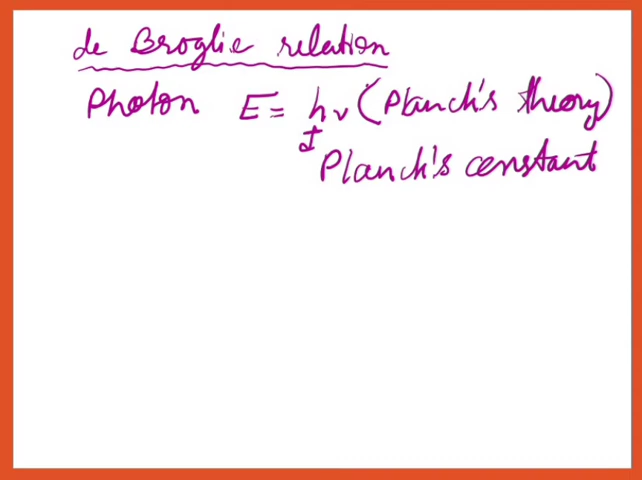 de Broglie relation
Photon E = hν (Planck's theory)
↓
Planck's constant